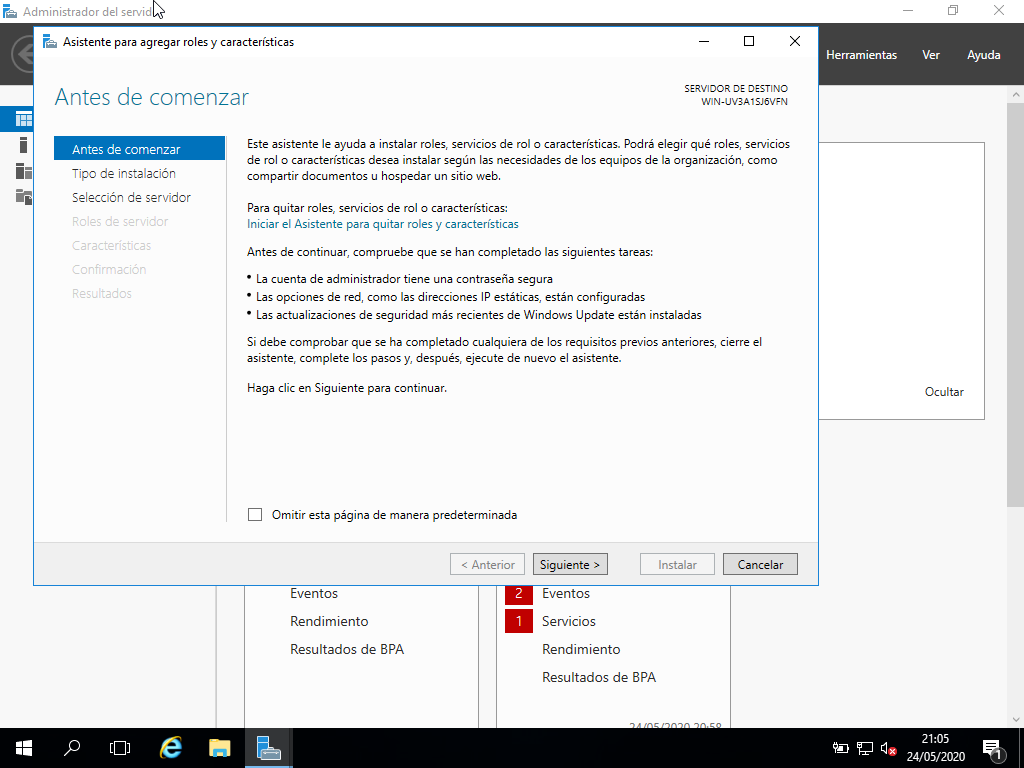 Administrador del servid
Asistente para agregar roles y características
Herramientas
Ver
Ayuda
Antes de comenzar
SERVIDOR DE DESTINO
WIN-UV3A1SJ6VFN
Antes de comenzar
Tipo de instalación
Selección de servidor
Roles de servidor
Características
Confirmación
Resultados
Este asistente le ayuda a instalar roles, servicios de rol o características. Podrá elegir qué roles, servicios
de rol o características desea instalar según las necesidades de los equipos de la organización, como
compartir documentos u hospedar un sitio web.
Para quitar roles, servicios de rol o características:
Iniciar el Asistente para quitar roles y características
Antes de continuar, compruebe que se han completado las siguientes tareas:
• La cuenta de administrador tiene una contraseña segura
• Las opciones de red, como las direcciones IP estáticas, están configuradas
• Las actualizaciones de seguridad más recientes de Windows Update están instaladas
Si debe comprobar que se ha completado cualquiera de los requisitos previos anteriores, cierre el
asistente, complete los pasos y, después, ejecute de nuevo el asistente.
Haga clic en Siguiente para continuar.
Omitir esta página de manera predeterminada
< Anterior
Siguiente >
Instalar
Cancelar
Ocultar
Eventos
Rendimiento
Resultados de BPA
2 Eventos
1 Servicios
Rendimiento
Resultados de BPA
24/05/2020 20:58
21:05
24/05/2020
1